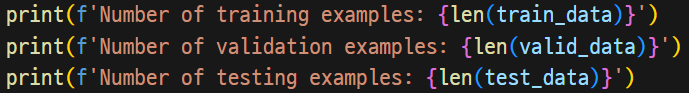 print(f'Number of training examples: {len(train_data)}')
print(f'Number of validation examples: {len(valid_data)}')
print(f'Number of testing examples: {len(test_data)}')